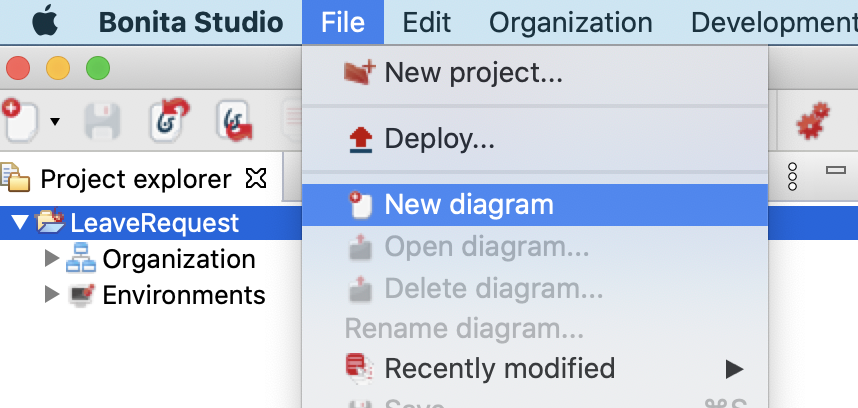 Bonita Studio File Edit Organization Development
New project...
Deploy...
Project explorer
New diagram
LeaveRequest
Open diagram...
Organization
Delete diagram...
Environments
Rename diagram...
Recently modified
Save ⌘S